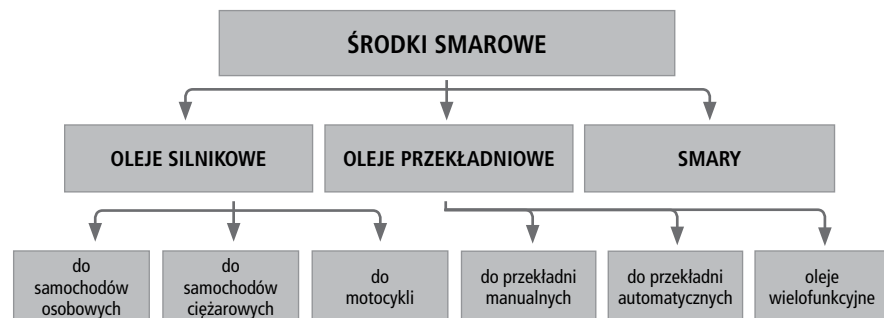 ŚRODKI SMAROWE
OLEJE SILNIKOWE
OLEJE PRZEKŁADNIOWE
SMARY
do
samochodów
osobowych
do
samochodów
ciężarowych
do
motocykli
do przekładni
manualnych
do przekładni
automatycznych
oleje
wielofunkcyjne